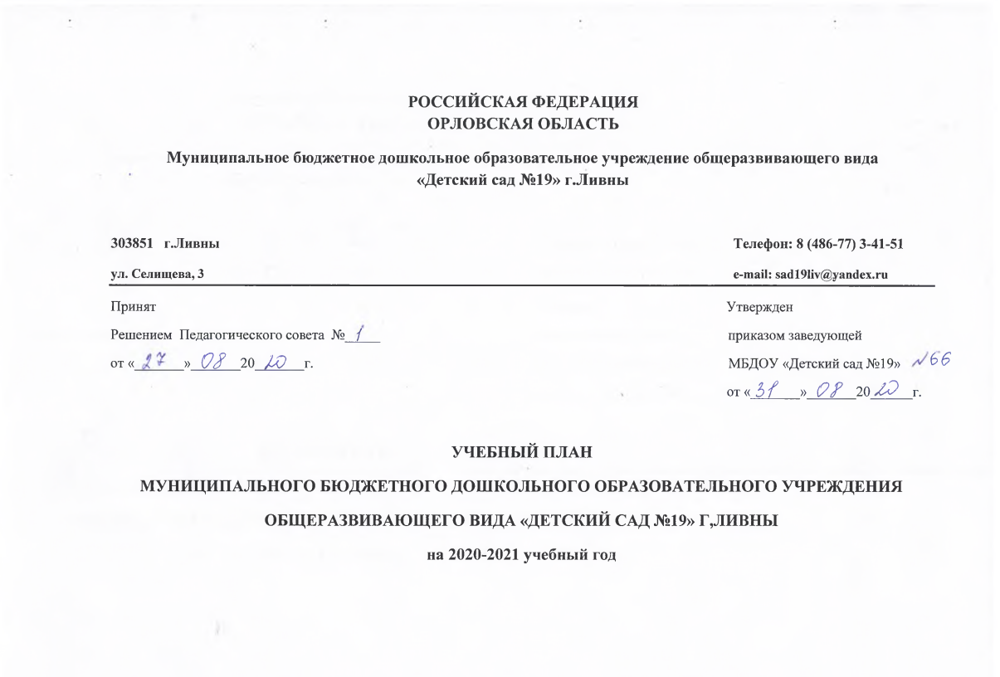 РОССИЙСКАЯ ФЕДЕРАЦИЯ
ОРЛОВСКАЯ ОБЛАСТЬ
Муниципальное бюджетное дошкольное образовательное учреждение общеразвивающего вида
«Детский сад №19» г.Ливны
303851 г.Ливны Телефон: 8 (486-77) 3-41-51
ул. Селищева, 3 e-mail: sad19liv@yandex.ru
Принят Утвержден
Решением Педагогического совета № 1 приказом заведующей
от « 27 » 08 20 20 г. МБДОУ «Детский сад №19» №66
от « 31 » 08 20 20 г.
УЧЕБНЫЙ ПЛАН
МУНИЦИПАЛЬНОГО БЮДЖЕТНОГО ДОШКОЛЬНОГО ОБРАЗОВАТЕЛЬНОГО УЧРЕЖДЕНИЯ
ОБЩЕРАЗВИВАЮЩЕГО ВИДА «ДЕТСКИЙ САД №19» Г,ЛИВНЫ
на 2020-2021 учебный год